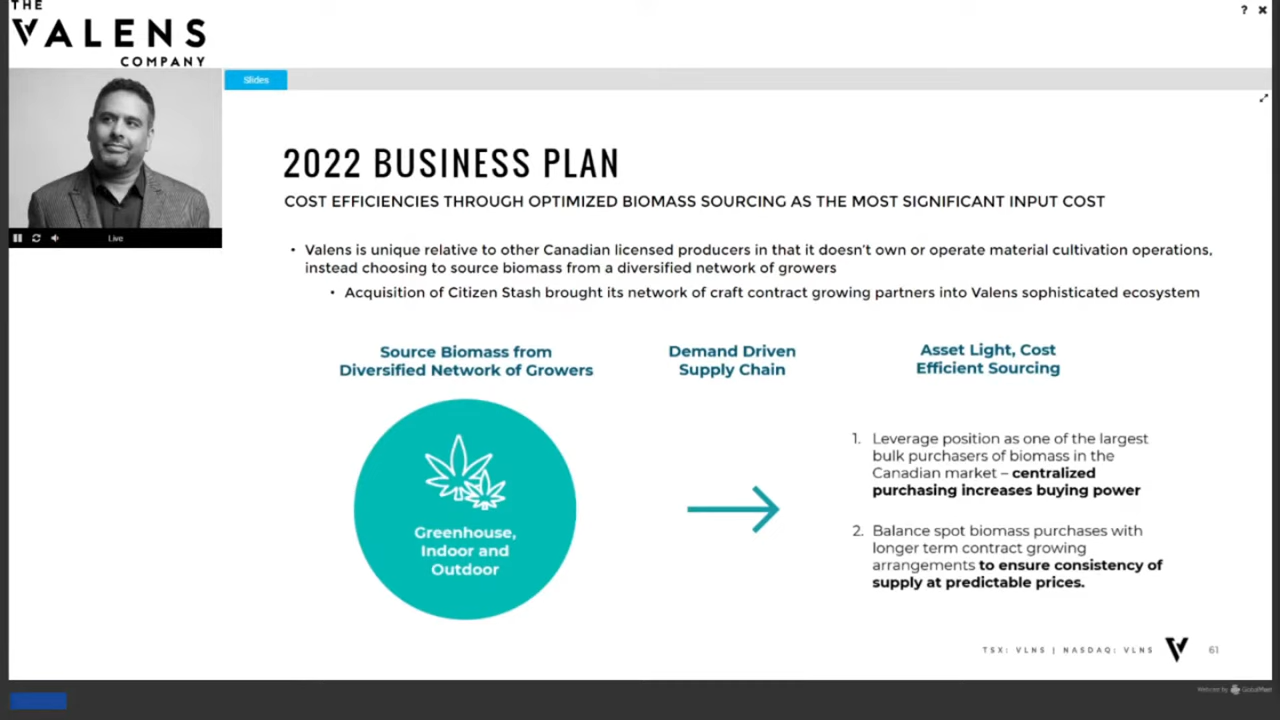 THE
VALENS
COMPANY
? ✖
Slides
Live
2022 BUSINESS PLAN
COST EFFICIENCIES THROUGH OPTIMIZED BIOMASS SOURCING AS THE MOST SIGNIFICANT INPUT COST
• Valens is unique relative to other Canadian licensed producers in that it doesn't own or operate material cultivation operations,
instead choosing to source biomass from a diversified network of growers
• Acquisition of Citizen Stash brought its network of craft contract growing partners into Valens sophisticated ecosystem
Source Biomass from
Diversified Network of Growers
Greenhouse,
Indoor and
Outdoor
Demand Driven
Supply Chain
Asset Light, Cost
Efficient Sourcing
1. Leverage position as one of the largest
bulk purchasers of biomass in the
Canadian market – centralized
purchasing increases buying power
2. Balance spot biomass purchases with
longer term contract growing
arrangements to ensure consistency of
supply at predictable prices.
TSX: VLNS | NASDAQ: VLNS 61
Webcast by GlobalMeet